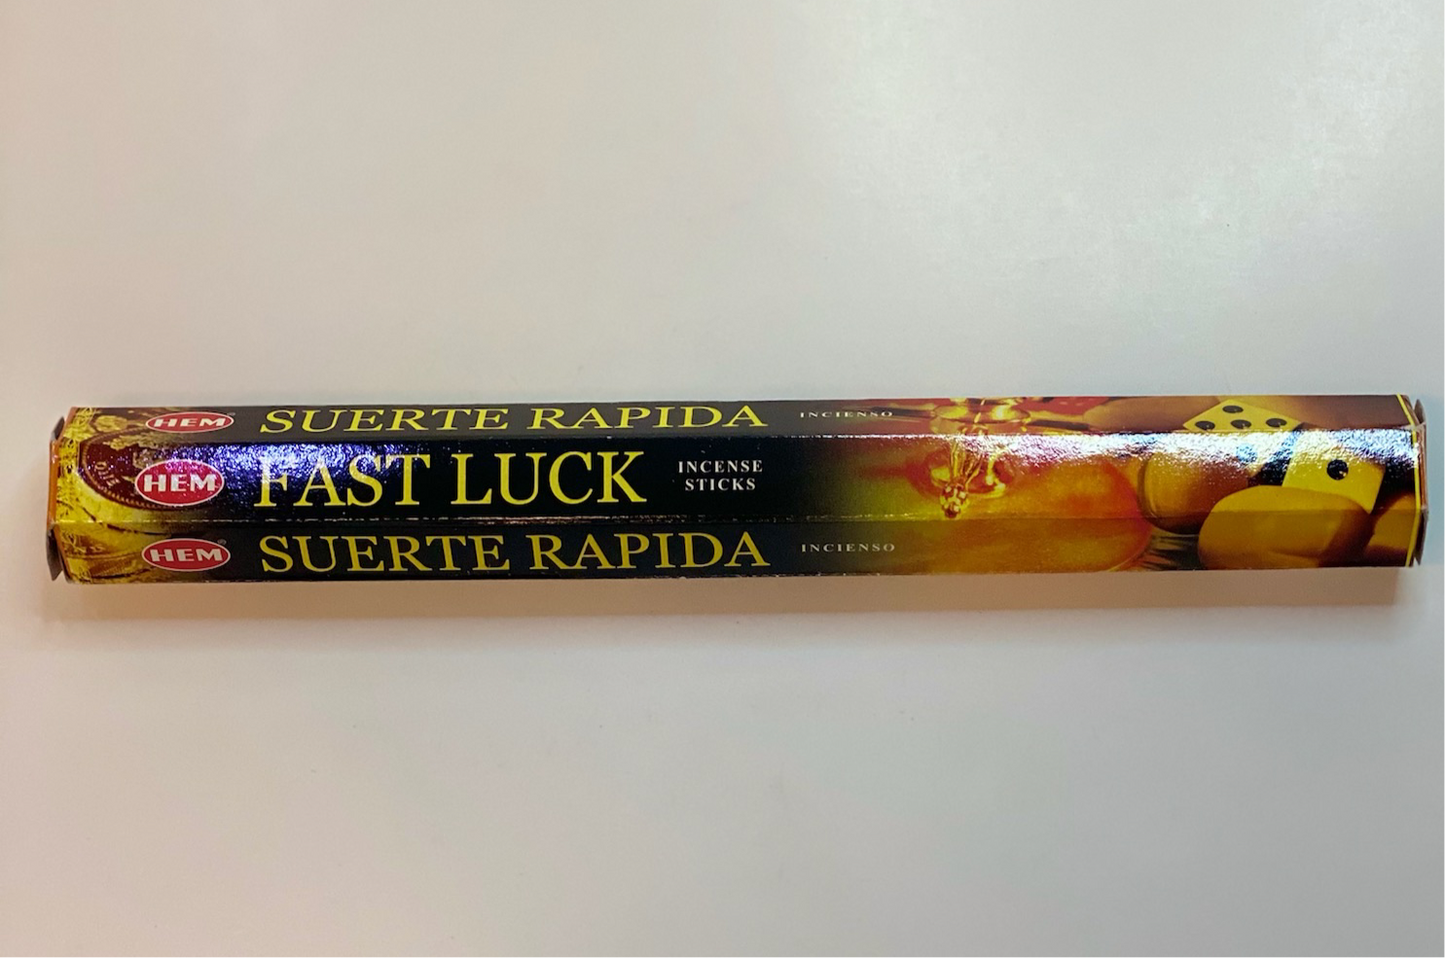 HEM® SUERTE RAPIDA INCIENSO
HEM FAST LUCK INCENSE
STICKS
HEM® SUERTE RAPIDA INCIENSO